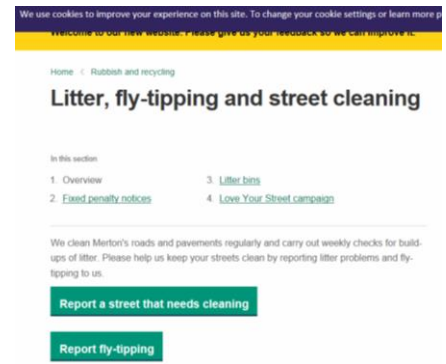 We use cookies to improve your experience on this site. To change your cookie settings or learn more p
Welcome to our new website. Please give us your feedback so we can improve it.
Home < Rubbish and recycling
Litter, fly-tipping and street cleaning
In this section
1. Overview
2. Fixed penalty notices
3. Litter bins
4. Love Your Street campaign
We clean Merton's roads and pavements regularly and carry out weekly checks for build-
ups of litter. Please help us keep your streets clean by reporting litter problems and fly-
tipping to us.
Report a street that needs cleaning
Report fly-tipping